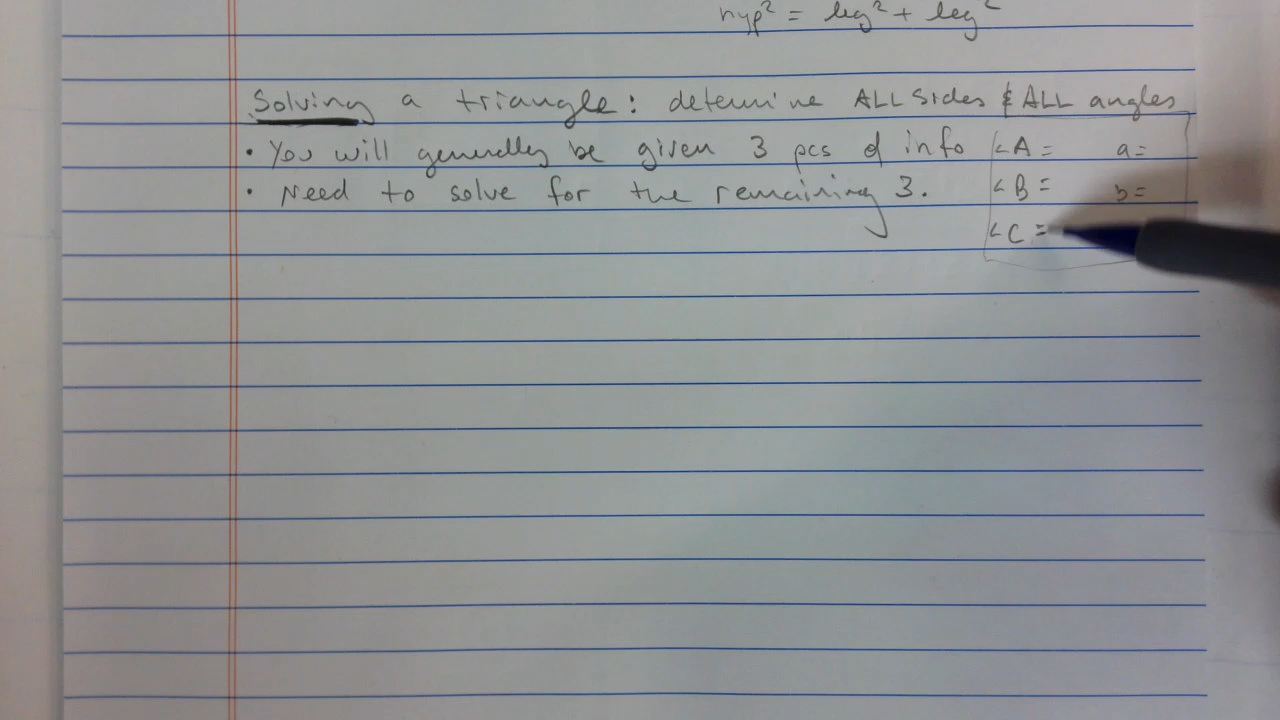 hyp² = leg² + leg²
Solving a triangle: determine ALL sides & ALL angles
• You will generally be given 3 pcs of info ∠A = a=
• Need to solve for the remaining 3. ∠B = b=
∠C =